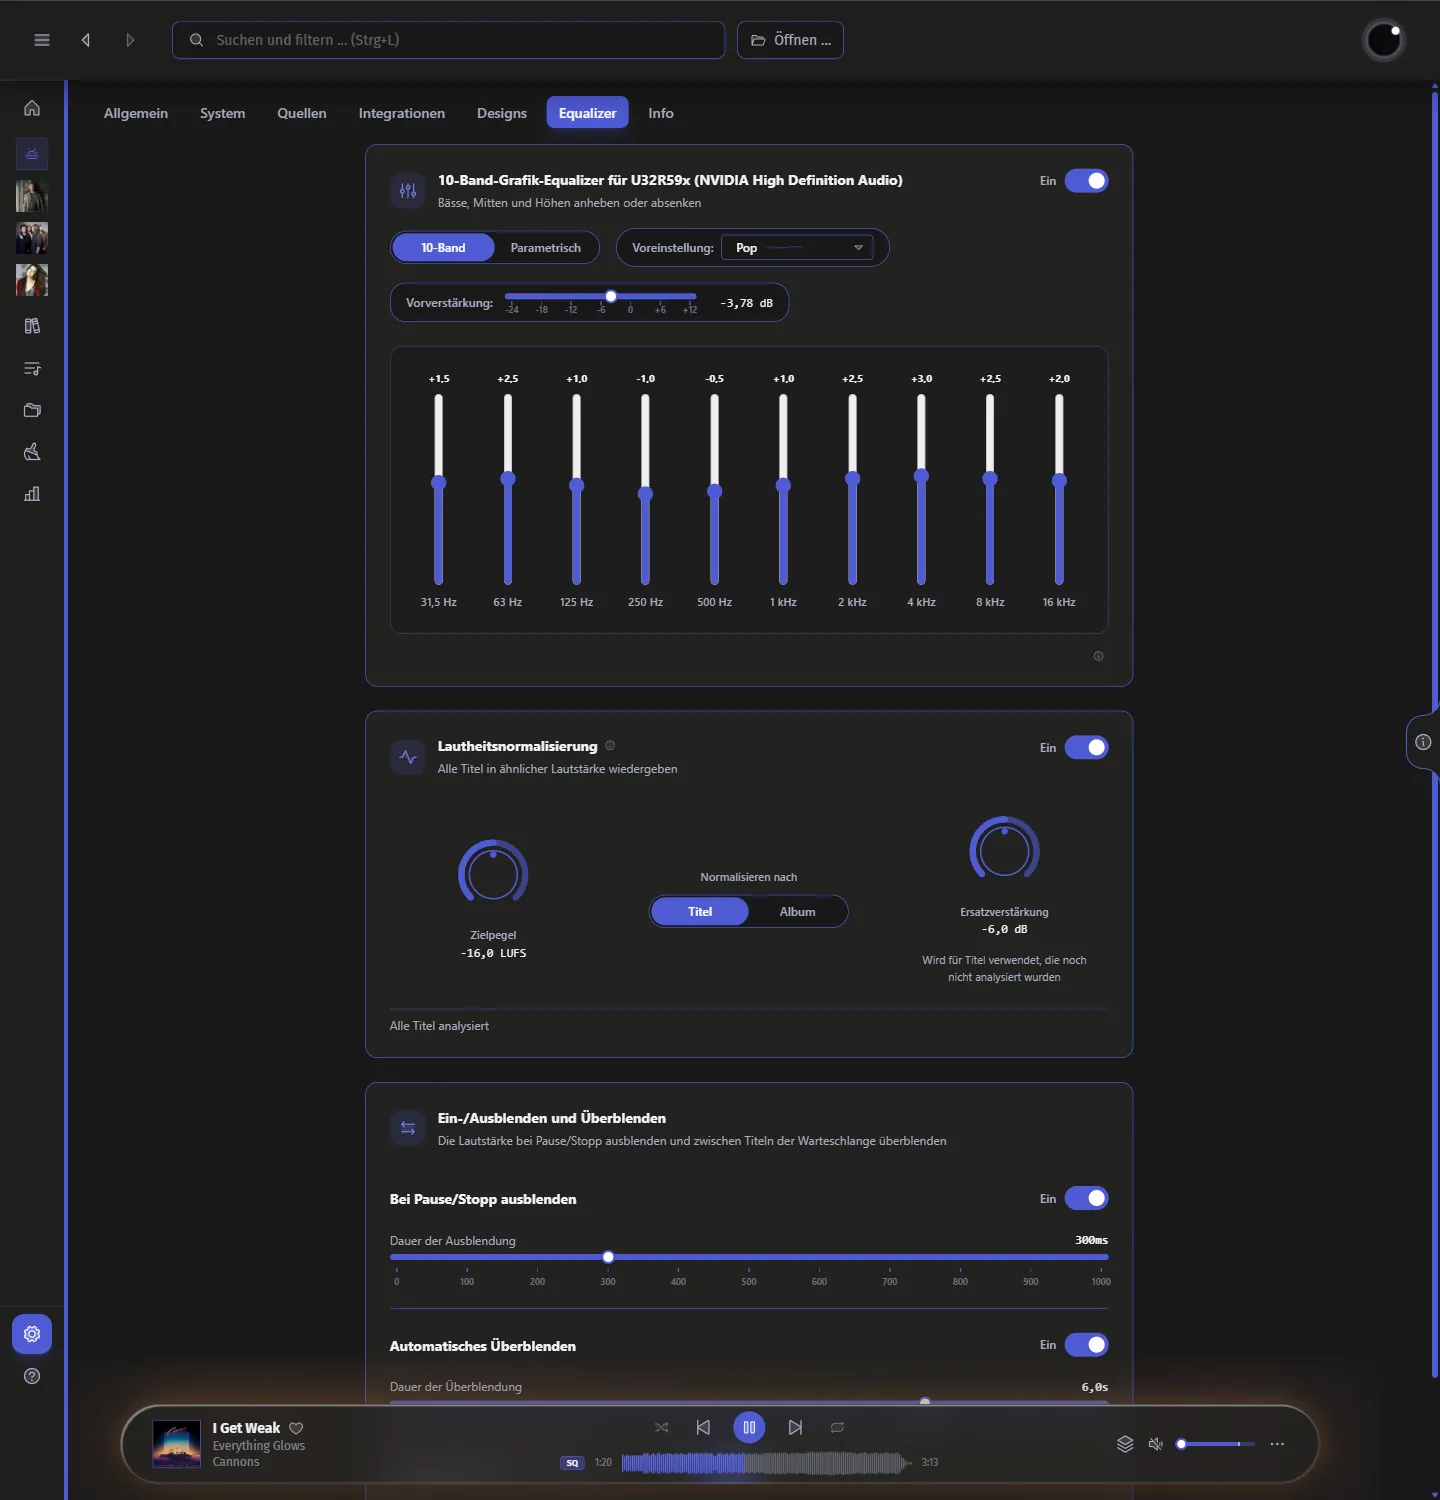 Suchen und filtern ... (Strg+L)
Öffnen ...
Allgemein System Quellen Integrationen Designs Equalizer Info
10-Band-Grafik-Equalizer für U32R59x (NVIDIA High Definition Audio)
Ein
Bässe, Mitten und Höhen anheben oder absenken
10-Band Parametrisch Voreinstellung: Pop
Vorverstärkung: -3,78 dB
-24 -18 -12 -6 0 +6 +12
+1,5 +2,5 +1,0 -1,0 -0,5 +1,0 +2,5 +3,0 +2,5 +2,0
31,5 Hz 63 Hz 125 Hz 250 Hz 500 Hz 1 kHz 2 kHz 4 kHz 8 kHz 16 kHz
Lautheitsnormalisierung
Ein
Alle Titel in ähnlicher Lautstärke wiedergeben
Zielpegel
-16,0 LUFS
Normalisieren nach
Titel Album
Ersatzverstärkung
-6,0 dB
Wird für Titel verwendet, die noch
nicht analysiert wurden
Alle Titel analysiert
Ein-/Ausblenden und Überblenden
Die Lautstärke bei Pause/Stopp ausblenden und zwischen Titeln der Warteschlange überblenden
Bei Pause/Stopp ausblenden
Ein
Dauer der Ausblendung 300ms
0 100 200 300 400 500 600 700 800 900 1000
Automatisches Überblenden
Ein
Dauer der Überblendung 6,0s
I Get Weak
Everything Glows
Cannons
SQ 1:20 3:13